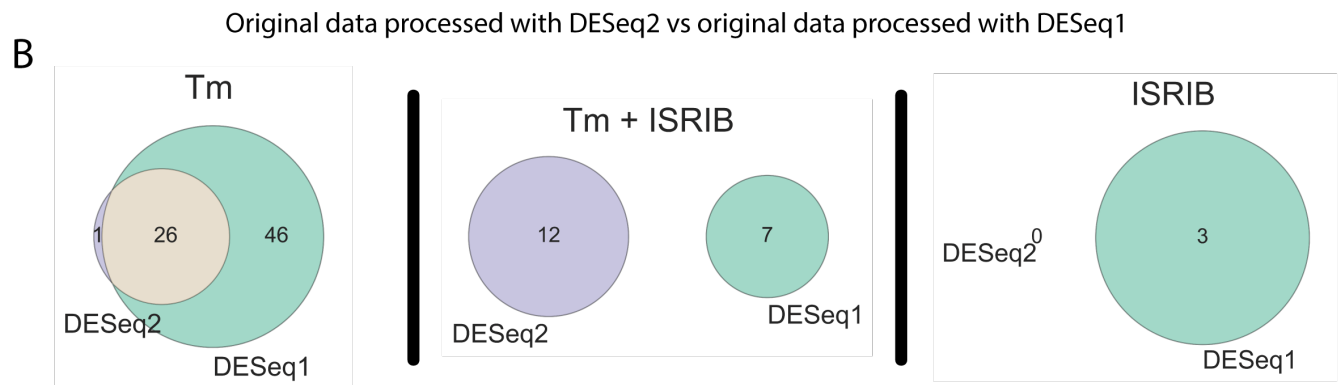 Original data processed with DESeq2 vs original data processed with DESeq1
B
Tm
1
26
46
DESeq2
DESeq1
Tm + ISRIB
12
7
DESeq2
DESeq1
ISRIB
0
3
DESeq2
DESeq1